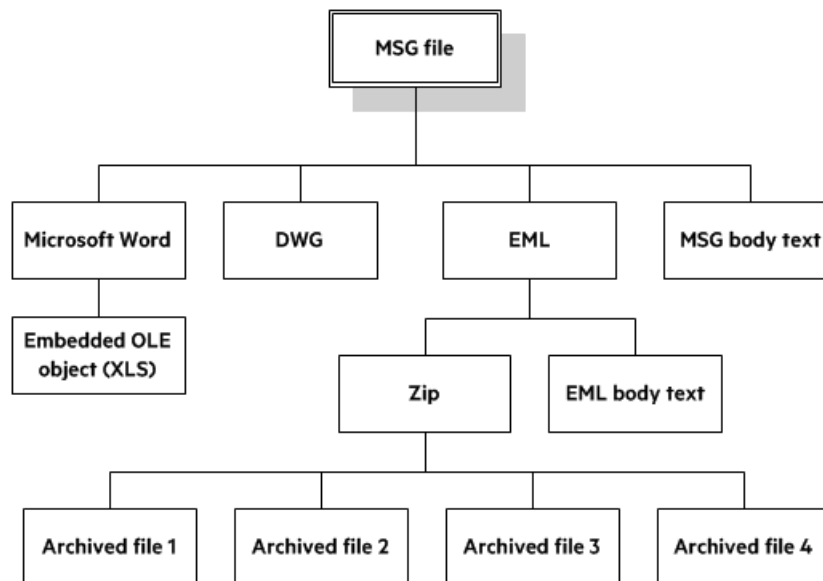 MSG file
Microsoft Word
DWG
EML
MSG body text
Embedded OLE
object (XLS)
Zip
EML body text
Archived file 1
Archived file 2
Archived file 3
Archived file 4